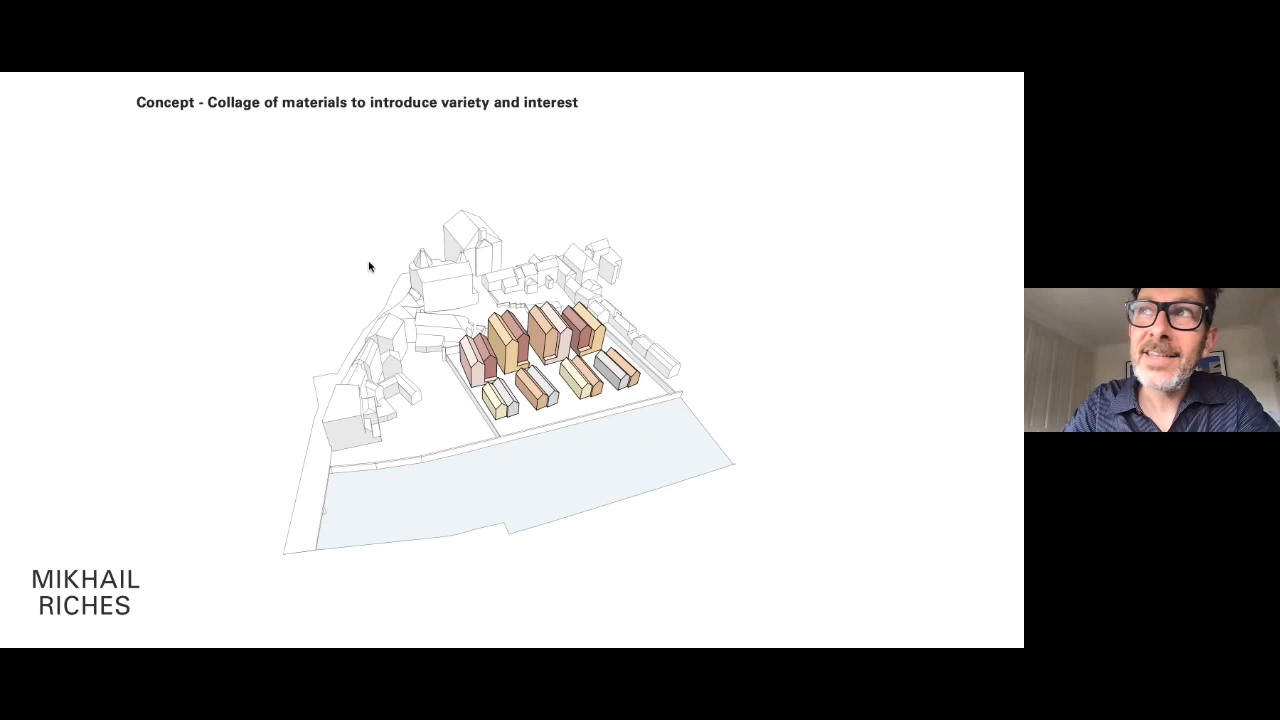 Concept - Collage of materials to introduce variety and interest
MIKHAIL
RICHES